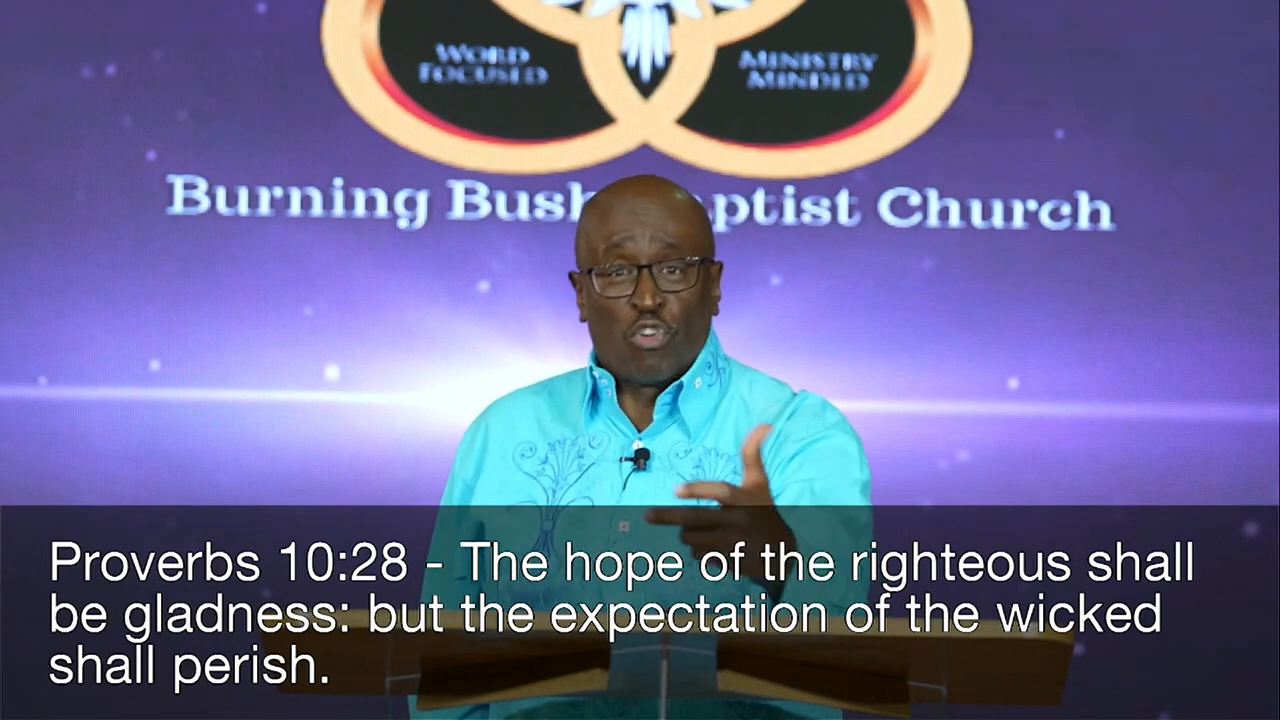 WORD
FOCUSED
MINISTRY
MINDED
Burning Bush Baptist Church
Proverbs 10:28 - The hope of the righteous shall
be gladness: but the expectation of the wicked
shall perish.